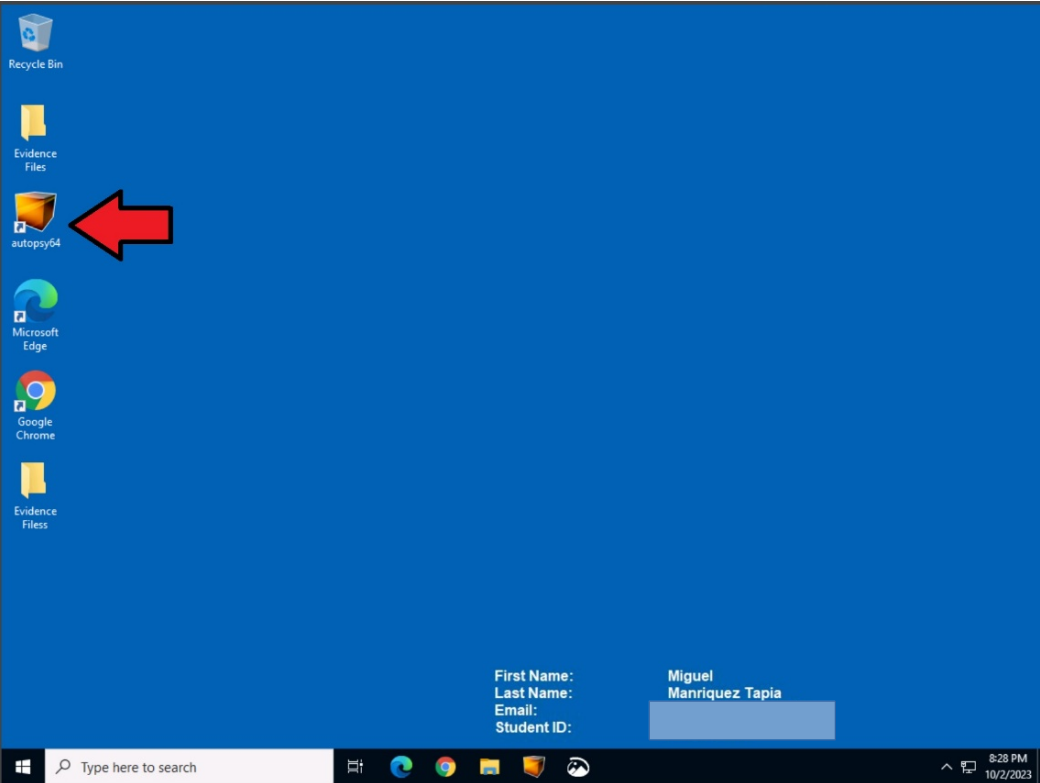 Recycle Bin
Evidence
Files
autopsy64
Microsoft
Edge
Google
Chrome
Evidence
Filess
First Name: Miguel
Last Name: Manriquez Tapia
Email:
Student ID:
Type here to search
8:28 PM
10/2/2023